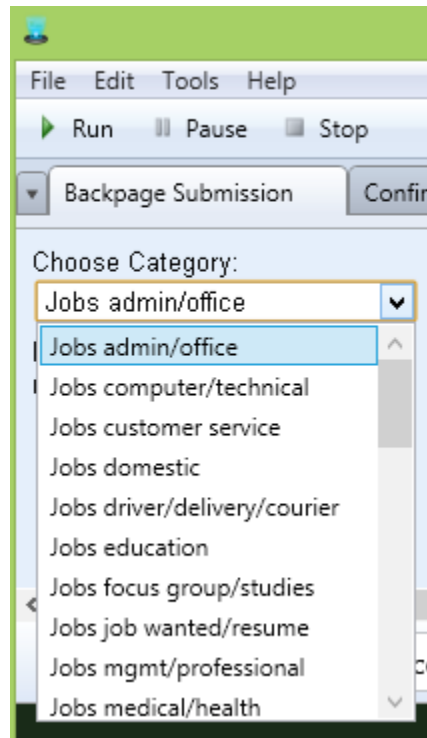 File Edit Tools Help
Run Pause Stop
Backpage Submission
Choose Category:
Jobs admin/office
Jobs admin/office
Jobs computer/technical
Jobs customer service
Jobs domestic
Jobs driver/delivery/courier
Jobs education
Jobs focus group/studies
Jobs job wanted/resume
Jobs mgmt/professional
Jobs medical/health